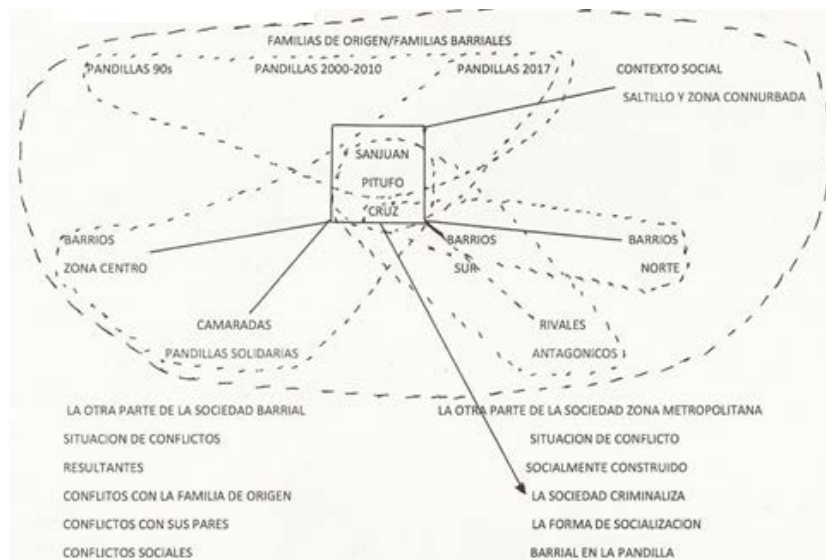 FAMILIAS DE ORIGEN/FAMILIAS BARRIALES
PANDILLAS 90s PANDILLAS 2000-2010 PANDILLAS 2017 CONTEXTO SOCIAL
SALTILLO Y ZONA CONNURBADA
SANJUAN
PITUFO
CRUZ
BARRIOS BARRIOS BARRIOS
ZONA CENTRO SUR NORTE
CAMARADAS RIVALES
PANDILLAS SOLIDARIAS ANTAGONICOS
LA OTRA PARTE DE LA SOCIEDAD BARRIAL
SITUACION DE CONFLICTOS
RESULTANTES
CONFLITOS CON LA FAMILIA DE ORIGEN
CONFLICTOS CON SUS PARES
CONFLICTOS SOCIALES
LA OTRA PARTE DE LA SOCIEDAD ZONA METROPOLITANA
SITUACION DE CONFLICTO
SOCIALMENTE CONSTRUIDO
LA SOCIEDAD CRIMINALIZA
LA FORMA DE SOCIALIZACION
BARRIAL EN LA PANDILLA